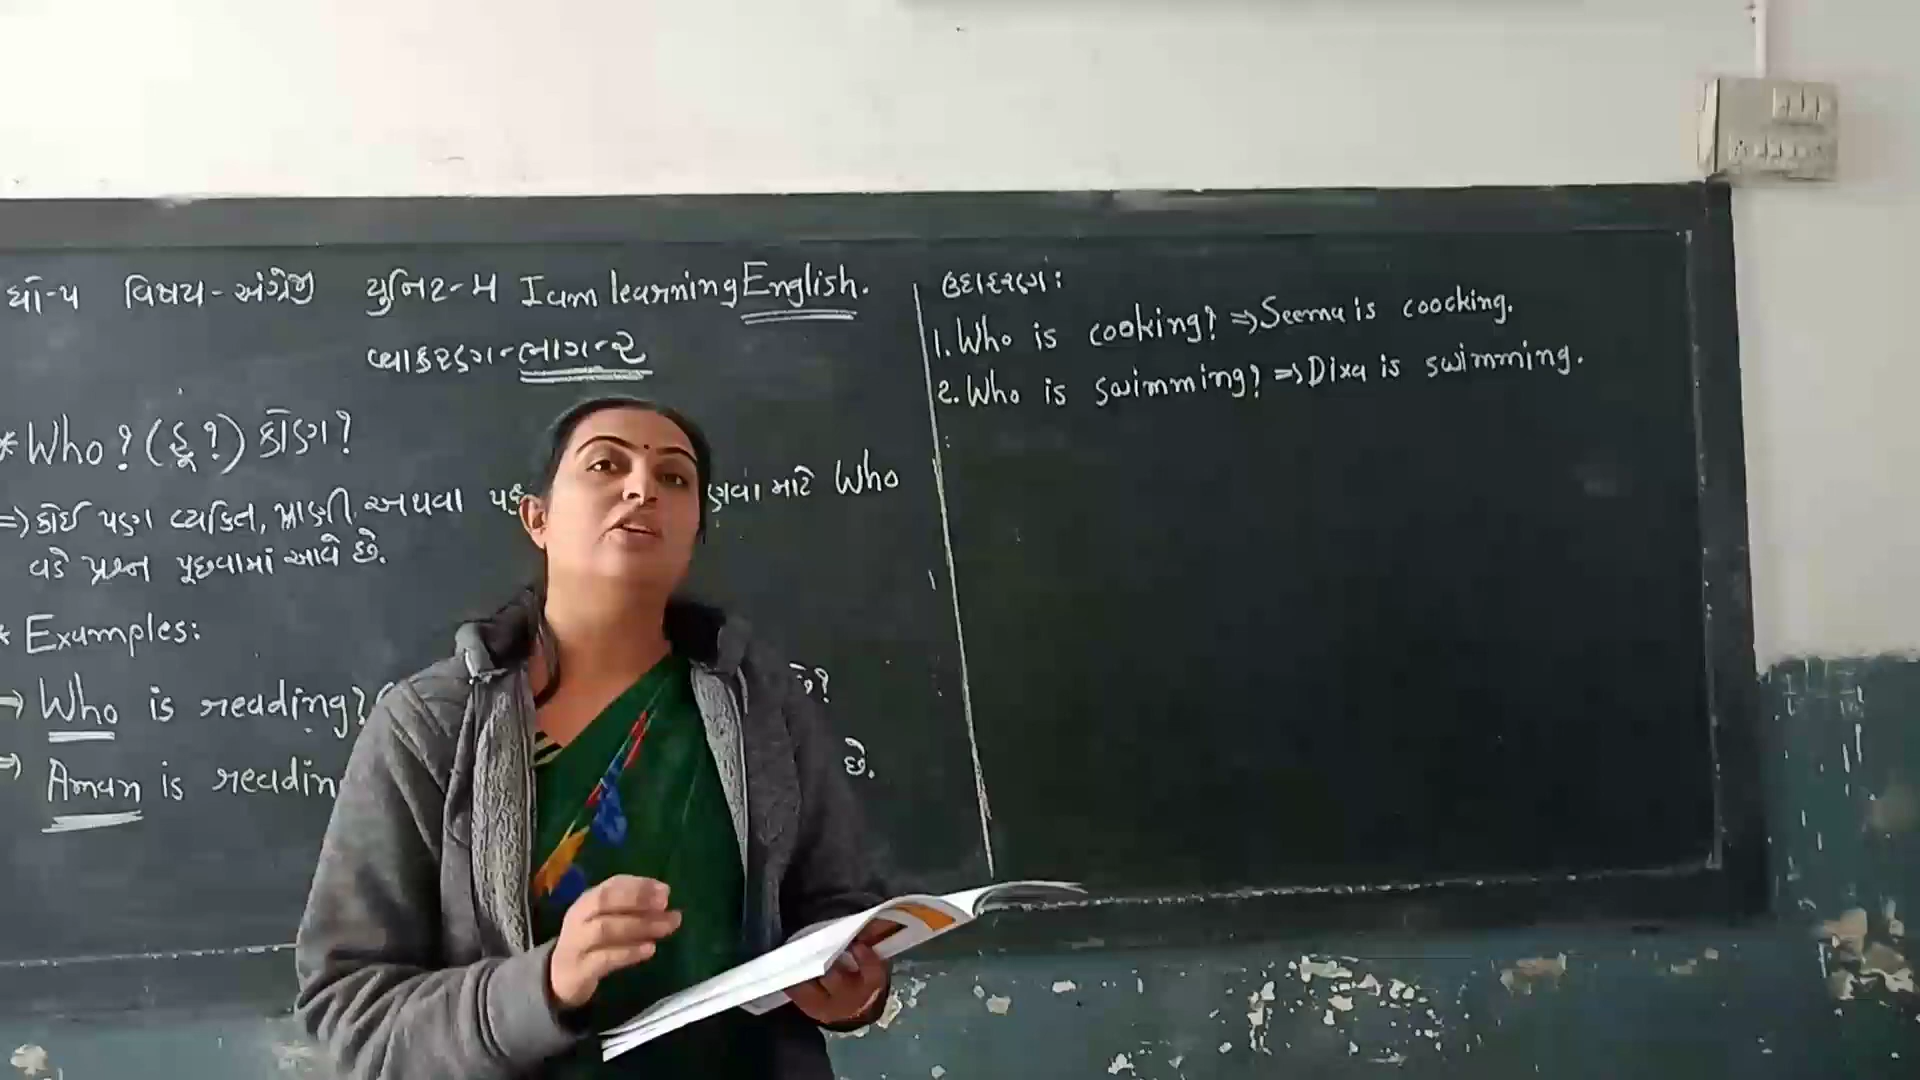 ધો-૫ વિષય-અંગ્રેજી યુનિટ-૫ I am learning English.
વ્યાકરણ-ભાગ-૨
* Who? (હૂ?) કોણ?
⇒ કોઈ પણ વ્યકિત, પ્રાણી અથવા માટે Who
વડે પ્રશ્ન પૂછવામાં આવે છે.
* Examples:
→ Who is reading? છે?
⇒ Aman is readin છે.
ઉદાહરણ:
1. Who is cooking? ⇒ Seema is coocking.
2. Who is swimming? ⇒ Dixa is swimming.